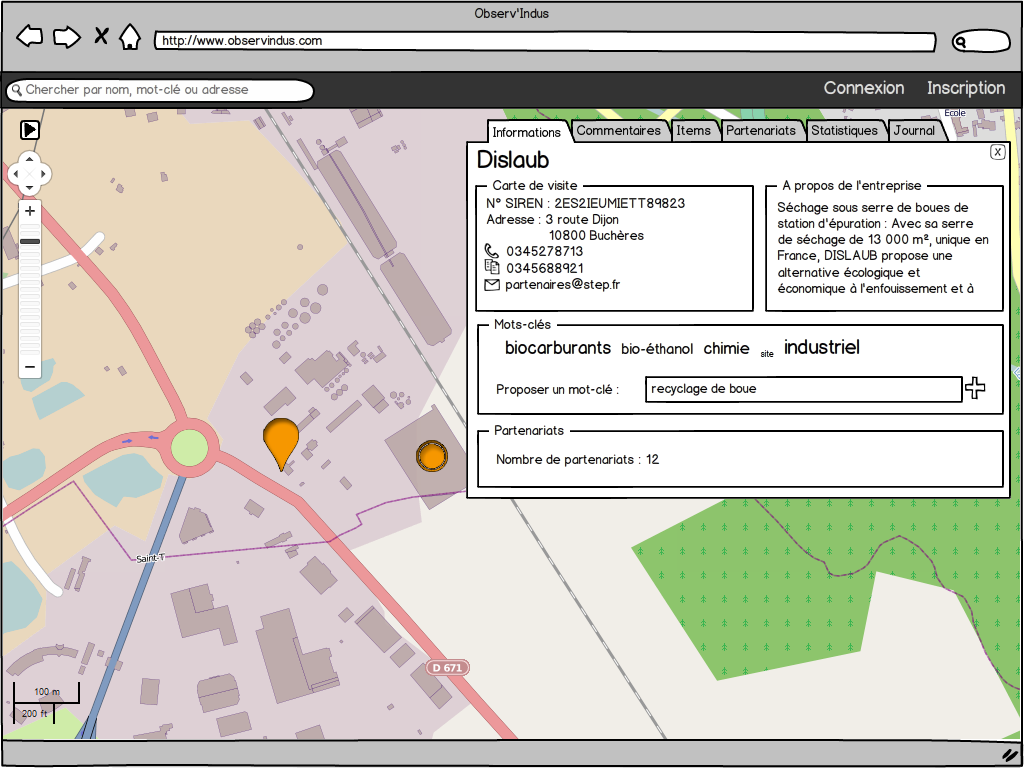 Observ'Indus
http://www.observindus.com
Chercher par nom, mot-clé ou adresse
Connexion
Inscription
Ecole
Informations
Commentaires
Items
Partenariats
Statistiques
Journal
X
Dislaub
Carte de visite
N° SIREN : 2ES2IEUMIETT89823
Adresse : 3 route Dijon
10800 Buchères
0345278713
0345688921
partenaires@step.fr
A propos de l'entreprise
Séchage sous serre de boues de
station d'épuration : Avec sa serre
de séchage de 13 000 m², unique en
France, DISLAUB propose une
alternative écologique et
économique à l'enfouissement et à
Mots-clés
biocarburants bio-éthanol chimie site industriel
Proposer un mot-clé : recyclage de boue
Partenariats
Nombre de partenariats : 12
Saint-T
D 671
100 m
200 ft